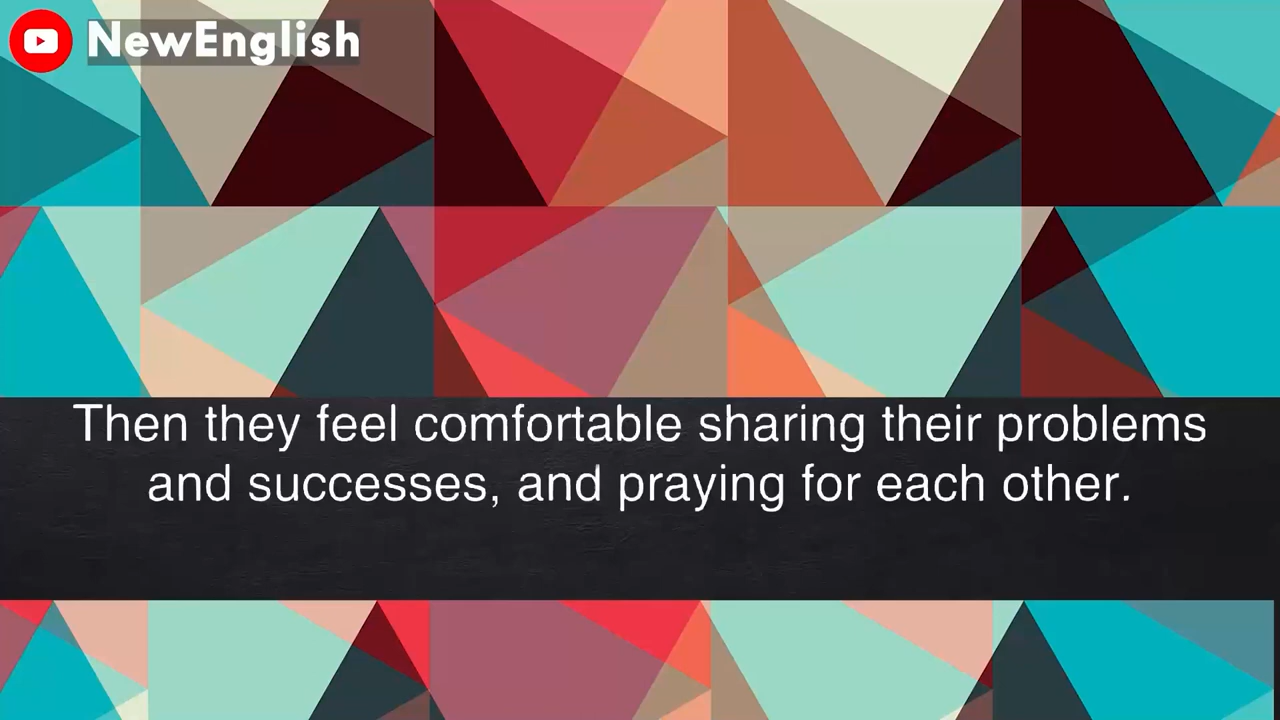 NewEnglish
Then they feel comfortable sharing their problems
and successes, and praying for each other.